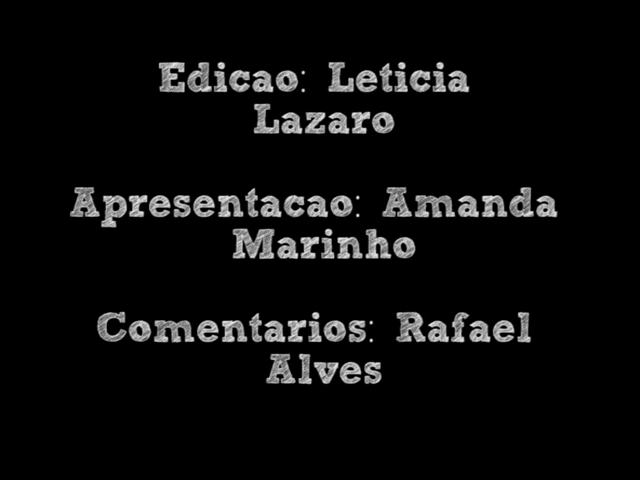 Edicao: Leticia
Lazaro
Apresentacao: Amanda
Marinho
Comentarios: Rafael
Alves